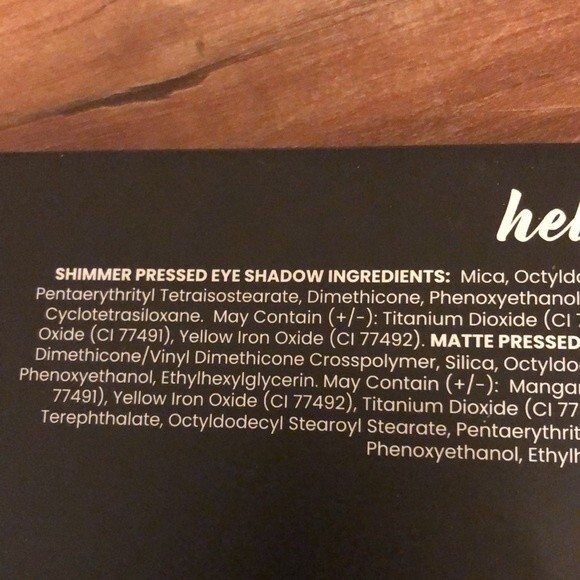 hel
SHIMMER PRESSED EYE SHADOW INGREDIENTS: Mica, Octyldo
Pentaerythrityl Tetraisostearate, Dimethicone, Phenoxyethanol
Cyclotetrasiloxane. May Contain (+/-): Titanium Dioxide (CI 7
Oxide (CI 77491), Yellow Iron Oxide (CI 77492). MATTE PRESSED
Dimethicone/Vinyl Dimethicone Crosspolymer, Silica, Octyldo
Phenoxyethanol, Ethylhexylglycerin. May Contain (+/-): Mangan
77491), Yellow Iron Oxide (CI 77492), Titanium Dioxide (CI 77
Terephthalate, Octyldodecyl Stearoyl Stearate, Pentaerythrit
Phenoxyethanol, Ethylh